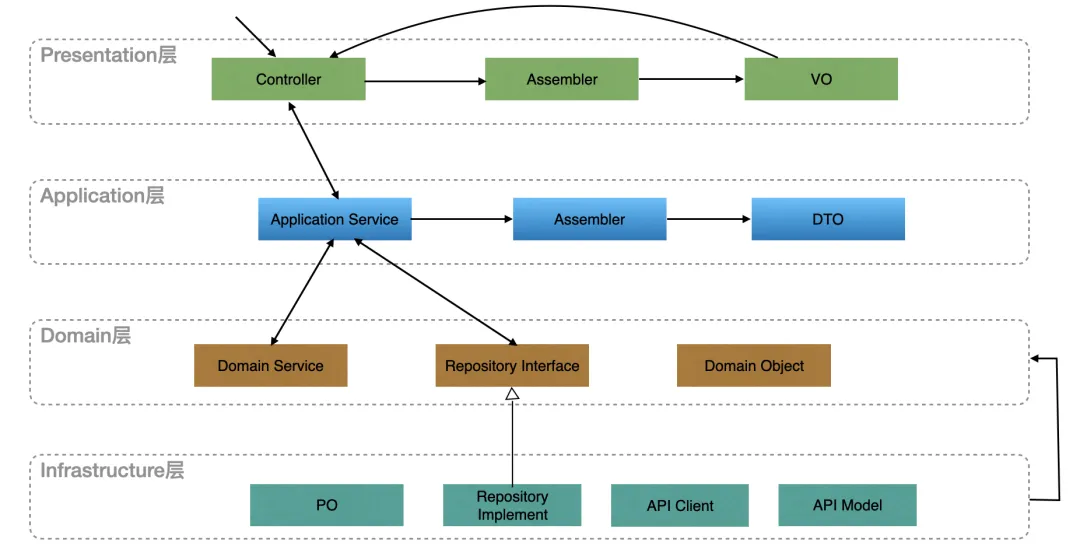 Presentation层
Controller
Assembler
VO
Application层
Application Service
Assembler
DTO
Domain层
Domain Service
Repository Interface
Domain Object
Infrastructure层
PO
Repository
Implement
API Client
API Model